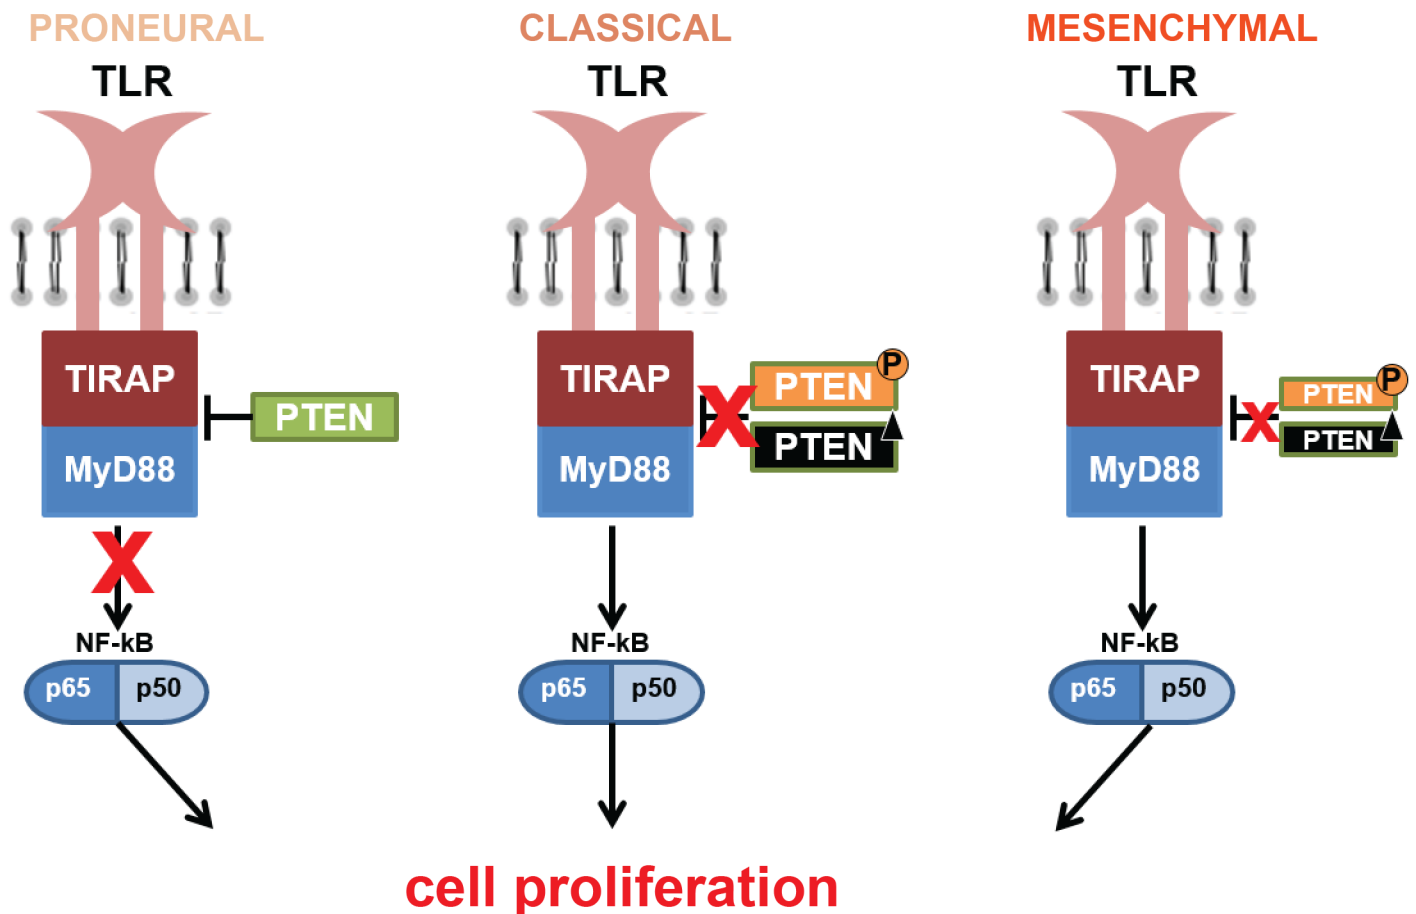 PRONEURAL
TLR
TIRAP
MyD88
PTEN
X
NF-kB
p65 p50
CLASSICAL
TLR
TIRAP
MyD88
X
PTEN
P
PTEN
NF-kB
p65 p50
MESENCHYMAL
TLR
TIRAP
MyD88
X
PTEN
P
PTEN
NF-kB
p65 p50
cell proliferation